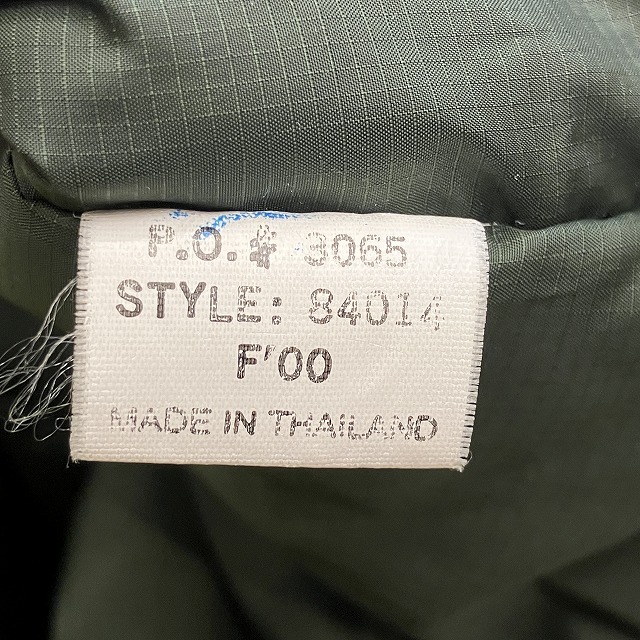 P.O.# 3065
STYLE: 84014
F'00
MADE IN THAILAND